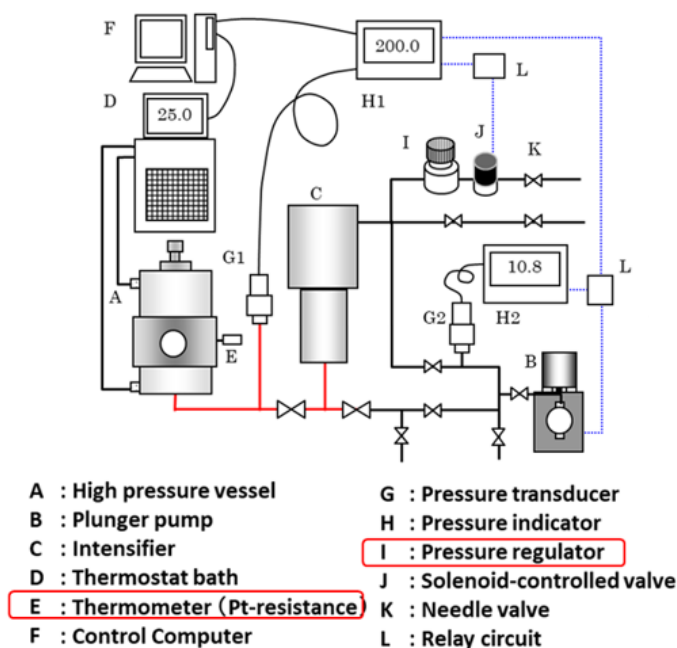 F
200.0
L
D
H1
25.0
I
J
K
C
G1
10.8
L
A
G2
H2
E
B
A : High pressure vessel
B : Plunger pump
C : Intensifier
D : Thermostat bath
E : Thermometer（Pt-resistance）
F : Control Computer
G : Pressure transducer
H : Pressure indicator
I : Pressure regulator
J : Solenoid-controlled valve
K : Needle valve
L : Relay circuit